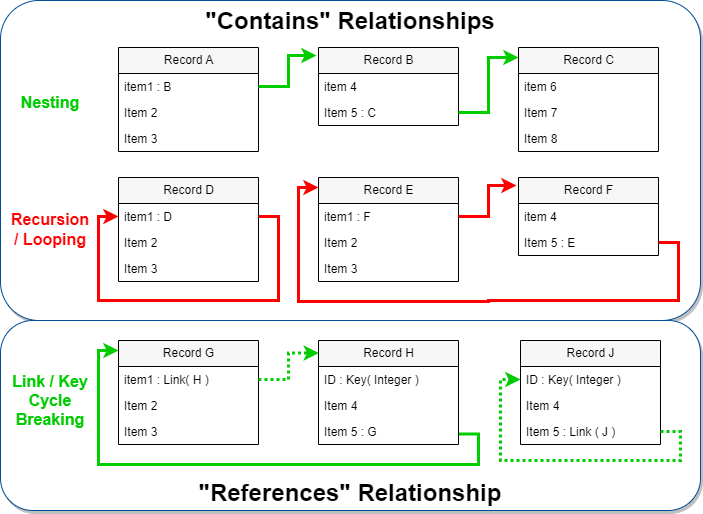 "Contains" Relationships
Nesting
Record A
item1 : B
Item 2
Item 3
Record B
item 4
Item 5 : C
Record C
item 6
Item 7
Item 8
Recursion
/ Looping
Record D
item1 : D
Item 2
Item 3
Record E
item1 : F
Item 2
Item 3
Record F
item 4
Item 5 : E
Link / Key
Cycle
Breaking
Record G
item1 : Link( H )
Item 2
Item 3
Record H
ID : Key( Integer )
Item 4
Item 5 : G
Record J
ID : Key( Integer )
Item 4
Item 5 : Link ( J )
"References" Relationship